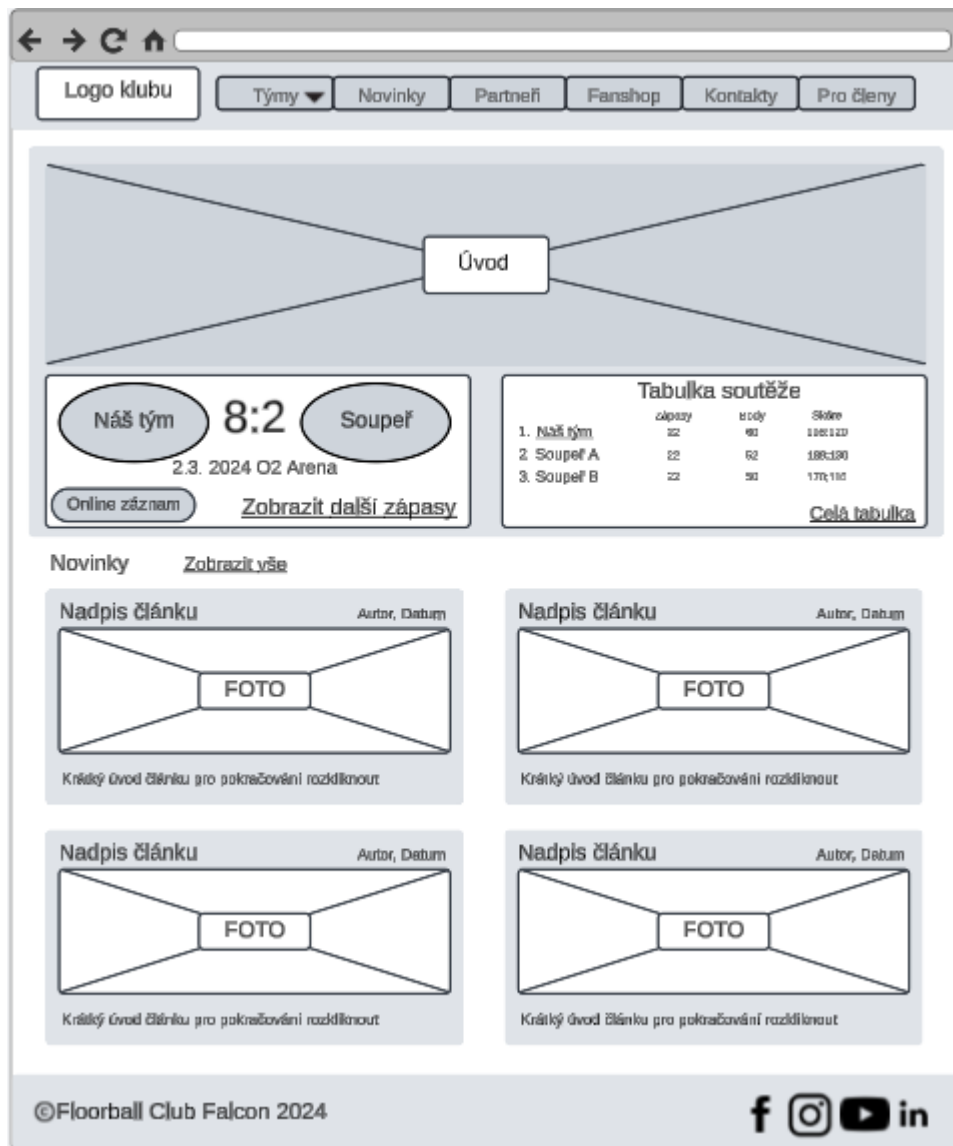 Logo klubu
Týmy
Novinky
Partneři
Fanshop
Kontakty
Pro členy
Úvod
Náš tým
8:2
Soupeř
2.3. 2024 O2 Arena
Online záznam
Zobrazit další zápasy
Tabulka soutěže
Zápasy Body Skóre
1. Náš tým 22 60
2 Soupeř A 22 52
3. Soupeř B 22 50
Celá tabulka
Novinky Zobrazit vše
Nadpis článku Autor, Datum
FOTO
Krátký úvod článku pro pokračování rozkliknout
Nadpis článku Autor, Datum
FOTO
Krátký úvod článku pro pokračování rozkliknout
Nadpis článku Autor, Datum
FOTO
Krátký úvod článku pro pokračování rozkliknout
Nadpis článku Autor, Datum
FOTO
Krátký úvod článku pro pokračování rozkliknout
©Floorball Club Falcon 2024
f
in